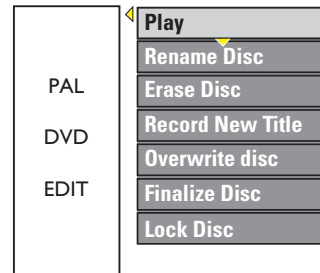 PAL
DVD
EDIT
Play
Rename Disc
Erase Disc
Record New Title
Overwrite disc
Finalize Disc
Lock Disc